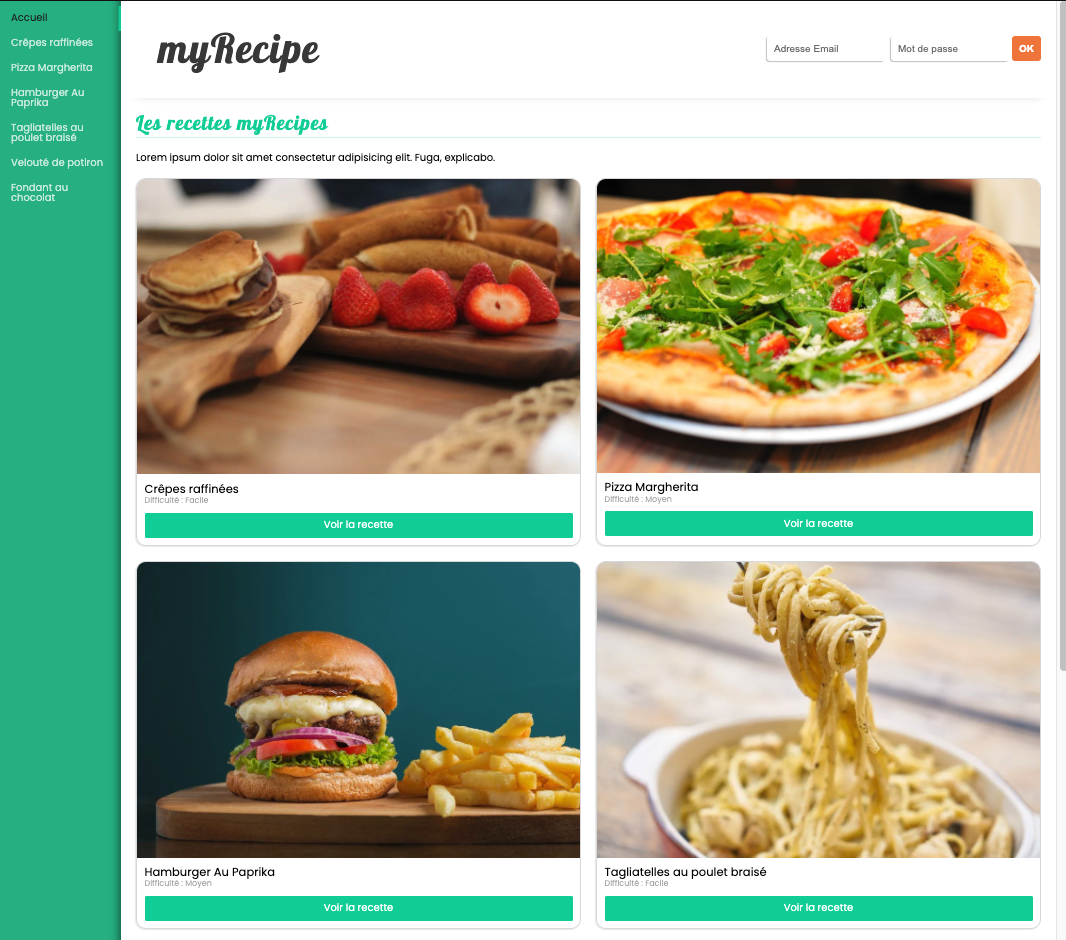 Accueil
Crêpes raffinées
Pizza Margherita
Hamburger Au
Paprika
Tagliatelles au
poulet braisé
Velouté de potiron
Fondant au
chocolat
myRecipe
Adresse Email
Mot de passe
OK
Les recettes myRecipes
Lorem ipsum dolor sit amet consectetur adipisicing elit. Fuga, explicabo.
Crêpes raffinées
Difficulté : Facile
Voir la recette
Pizza Margherita
Difficulté : Moyen
Voir la recette
Hamburger Au Paprika
Difficulté : Moyen
Voir la recette
Tagliatelles au poulet braisé
Difficulté : Facile
Voir la recette